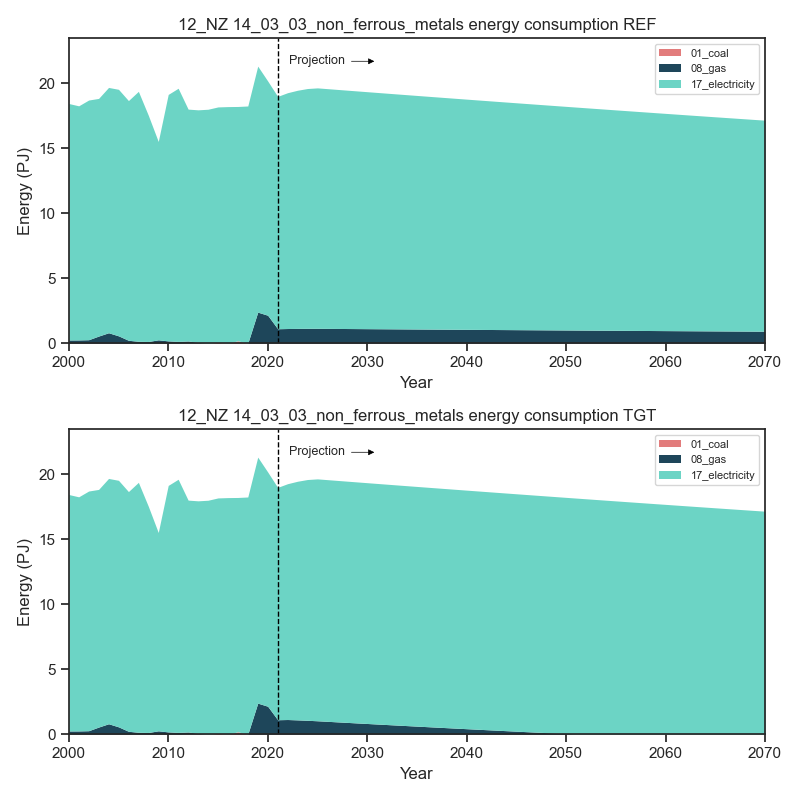 12_NZ 14_03_03_non_ferrous_metals energy consumption REF
Projection
01_coal
08_gas
17_electricity
Energy (PJ)
20
15
10
5
0
2000 2010 2020 2030 2040 2050 2060 2070
Year
12_NZ 14_03_03_non_ferrous_metals energy consumption TGT
Projection
01_coal
08_gas
17_electricity
Energy (PJ)
20
15
10
5
0
2000 2010 2020 2030 2040 2050 2060 2070
Year